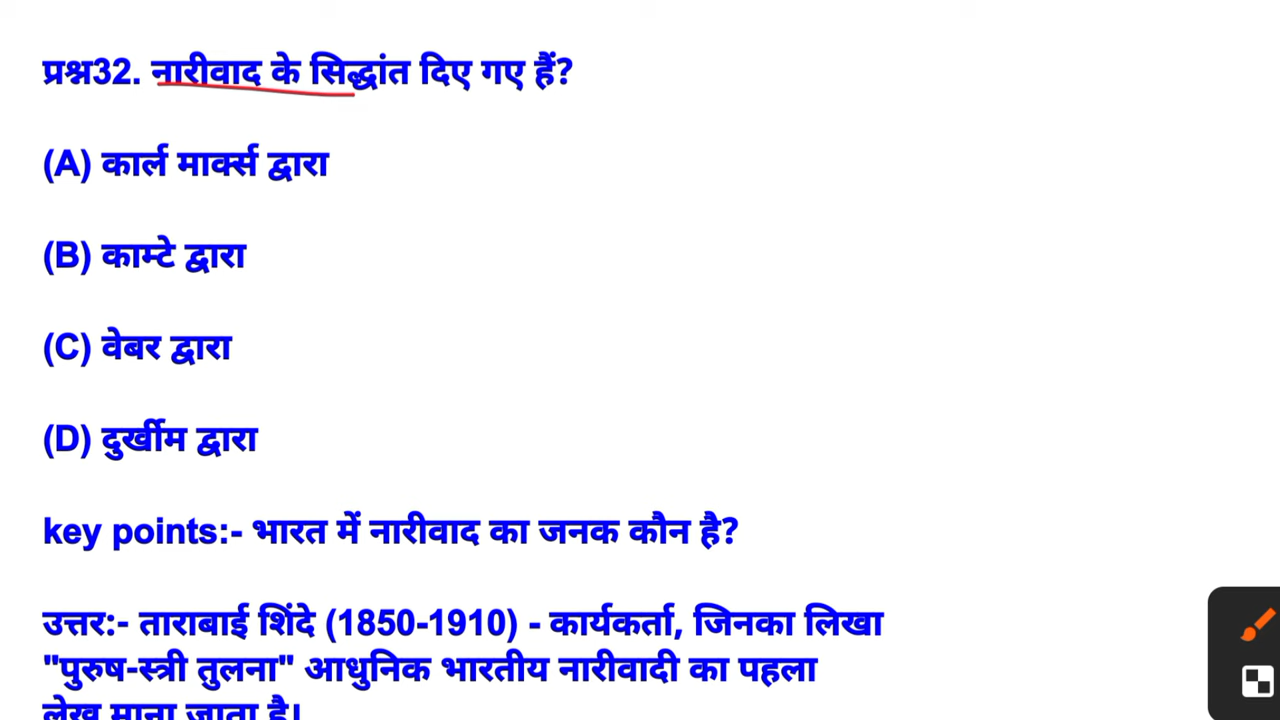 प्रश्न32. नारीवाद के सिद्धांत दिए गए हैं?
(A) कार्ल मार्क्स द्वारा
(B) काम्टे द्वारा
(C) वेबर द्वारा
(D) दुर्खीम द्वारा
key points:- भारत में नारीवाद का जनक कौन है?
उत्तर:- ताराबाई शिंदे (1850-1910) - कार्यकर्ता, जिनका लिखा
"पुरुष-स्त्री तुलना" आधुनिक भारतीय नारीवादी का पहला
लेख माना जाता है।